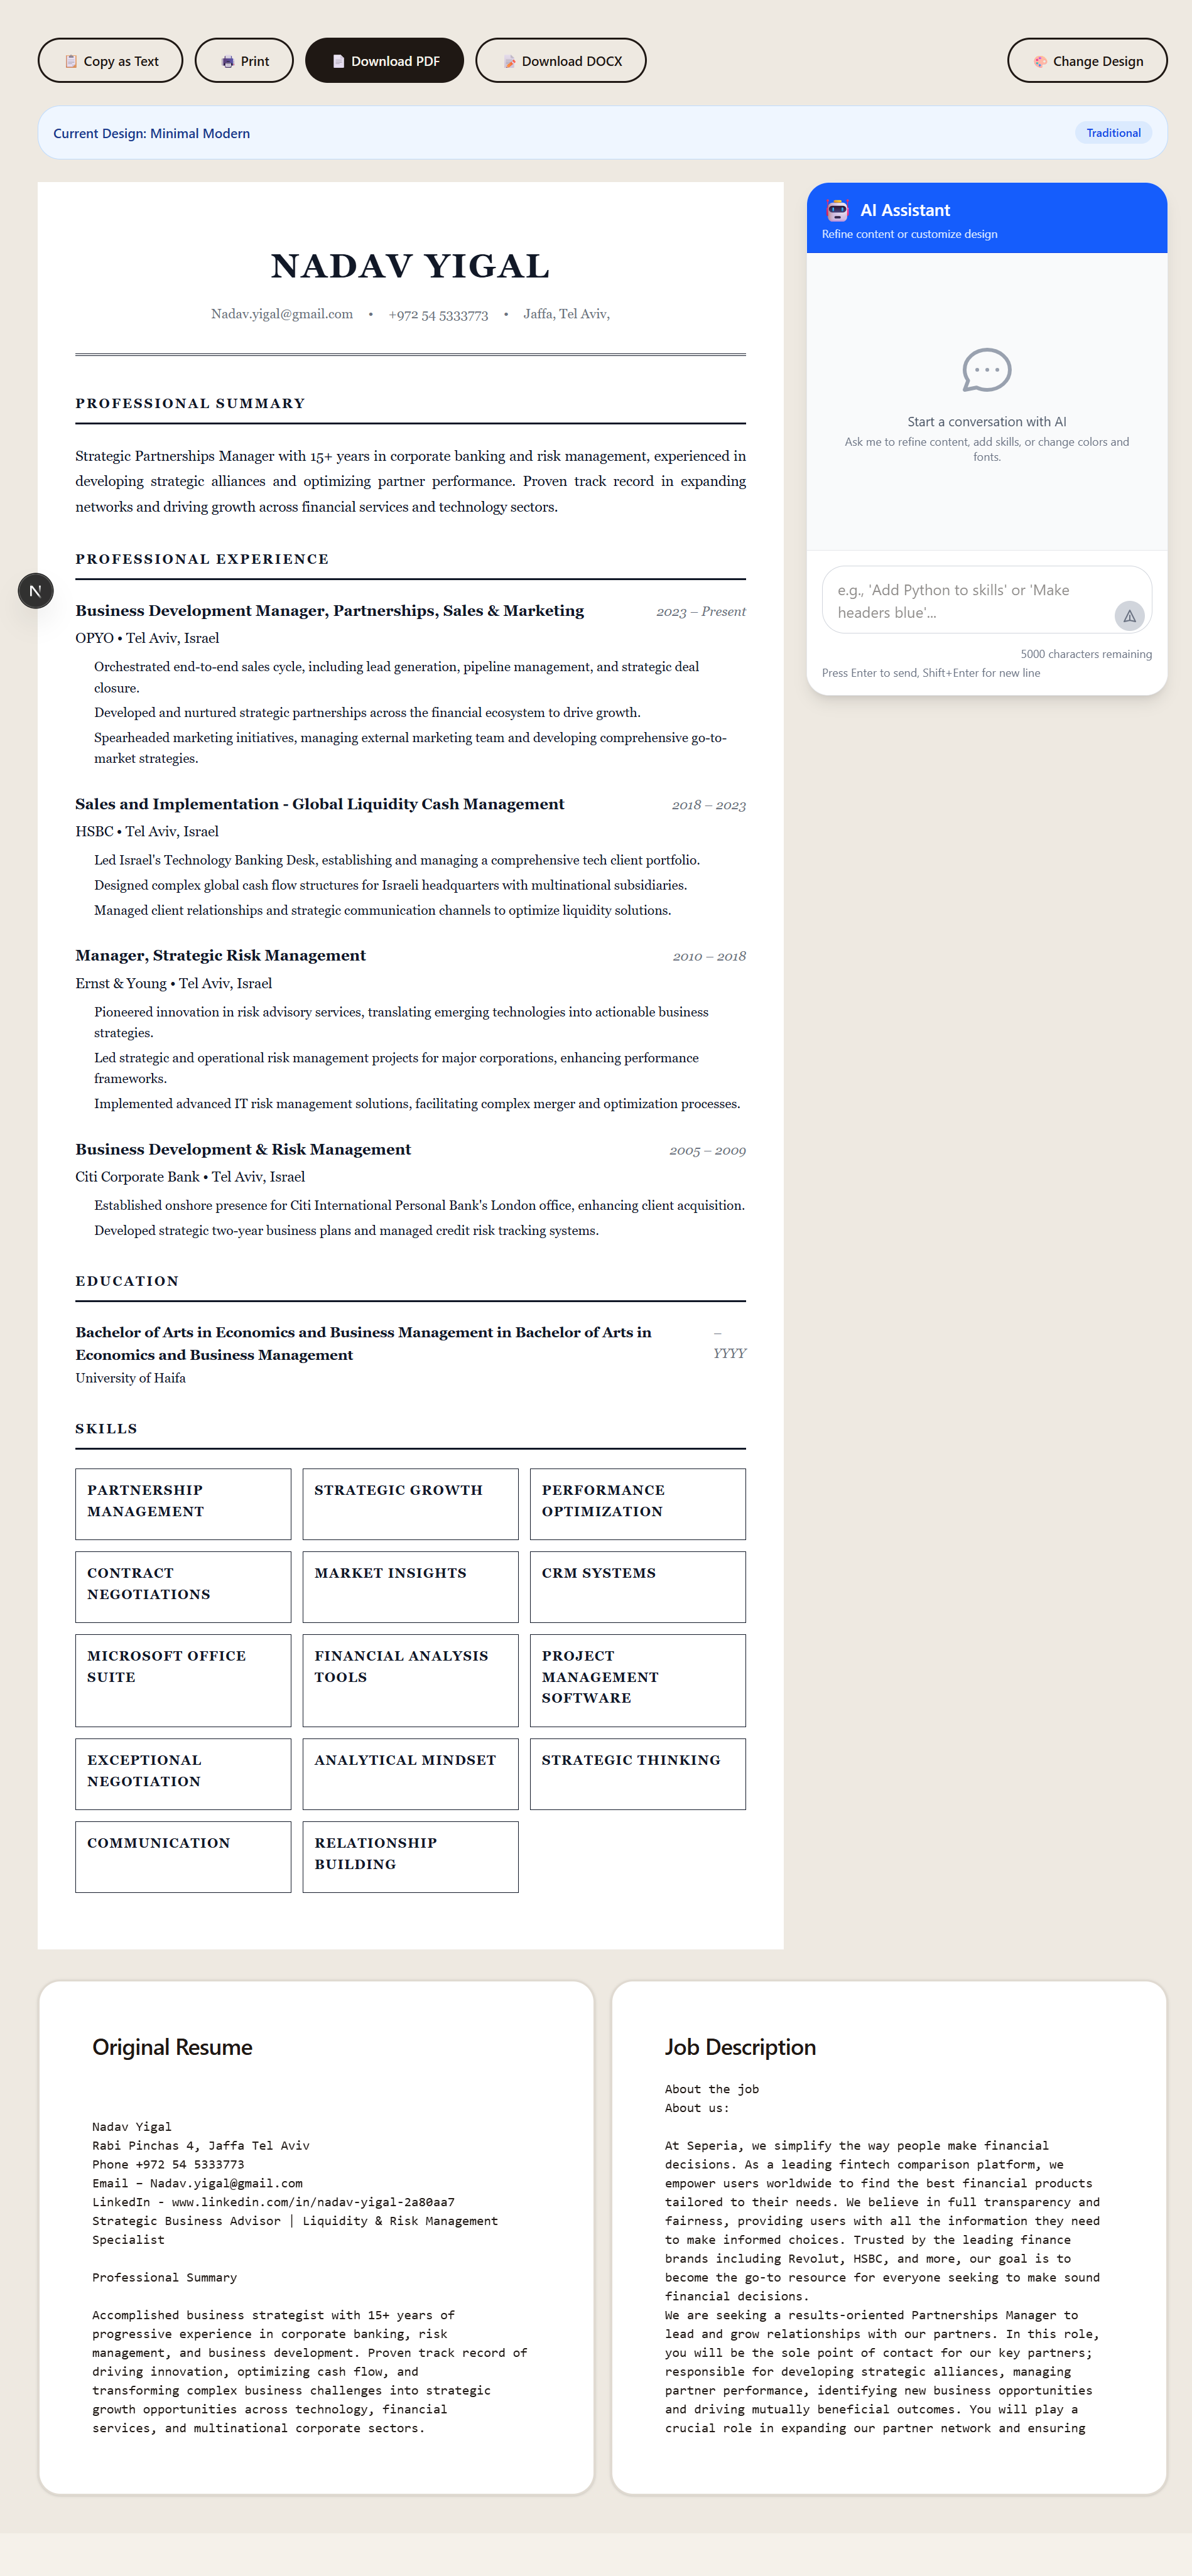 Copy as Text
Print
Download PDF
Download DOCX
Change Design
Current Design: Minimal Modern
Traditional
NADAV YIGAL
Nadav.yigal@gmail.com • +972 54 5333773 • Jaffa, Tel Aviv,
PROFESSIONAL SUMMARY
Strategic Partnerships Manager with 15+ years in corporate banking and risk management, experienced in
developing strategic alliances and optimizing partner performance. Proven track record in expanding
networks and driving growth across financial services and technology sectors.
PROFESSIONAL EXPERIENCE
Business Development Manager, Partnerships, Sales & Marketing 2023 – Present
OPYO • Tel Aviv, Israel
Orchestrated end-to-end sales cycle, including lead generation, pipeline management, and strategic deal
closure.
Developed and nurtured strategic partnerships across the financial ecosystem to drive growth.
Spearheaded marketing initiatives, managing external marketing team and developing comprehensive go-to-
market strategies.
Sales and Implementation - Global Liquidity Cash Management 2018 – 2023
HSBC • Tel Aviv, Israel
Led Israel's Technology Banking Desk, establishing and managing a comprehensive tech client portfolio.
Designed complex global cash flow structures for Israeli headquarters with multinational subsidiaries.
Managed client relationships and strategic communication channels to optimize liquidity solutions.
Manager, Strategic Risk Management 2010 – 2018
Ernst & Young • Tel Aviv, Israel
Pioneered innovation in risk advisory services, translating emerging technologies into actionable business
strategies.
Led strategic and operational risk management projects for major corporations, enhancing performance
frameworks.
Implemented advanced IT risk management solutions, facilitating complex merger and optimization processes.
Business Development & Risk Management 2005 – 2009
Citi Corporate Bank • Tel Aviv, Israel
Established onshore presence for Citi International Personal Bank's London office, enhancing client acquisition.
Developed strategic two-year business plans and managed credit risk tracking systems.
EDUCATION
Bachelor of Arts in Economics and Business Management in Bachelor of Arts in –
Economics and Business Management YYYY
University of Haifa
SKILLS
PARTNERSHIP
MANAGEMENT
STRATEGIC GROWTH
PERFORMANCE
OPTIMIZATION
CONTRACT
NEGOTIATIONS
MARKET INSIGHTS
CRM SYSTEMS
MICROSOFT OFFICE
SUITE
FINANCIAL ANALYSIS
TOOLS
PROJECT
MANAGEMENT
SOFTWARE
EXCEPTIONAL
NEGOTIATION
ANALYTICAL MINDSET
STRATEGIC THINKING
COMMUNICATION
RELATIONSHIP
BUILDING
N
AI Assistant
Refine content or customize design
Start a conversation with AI
Ask me to refine content, add skills, or change colors and
fonts.
e.g., 'Add Python to skills' or 'Make
headers blue'...
5000 characters remaining
Press Enter to send, Shift+Enter for new line
Original Resume
Nadav Yigal
Rabi Pinchas 4, Jaffa Tel Aviv
Phone +972 54 5333773
Email – Nadav.yigal@gmail.com
LinkedIn - www.linkedin.com/in/nadav-yigal-2a80aa7
Strategic Business Advisor | Liquidity & Risk Management
Specialist
Professional Summary
Accomplished business strategist with 15+ years of
progressive experience in corporate banking, risk
management, and business development. Proven track record of
driving innovation, optimizing cash flow, and
transforming complex business challenges into strategic
growth opportunities across technology, financial
services, and multinational corporate sectors.
Job Description
About the job
About us:
At Seperia, we simplify the way people make financial
decisions. As a leading fintech comparison platform, we
empower users worldwide to find the best financial products
tailored to their needs. We believe in full transparency and
fairness, providing users with all the information they need
to make informed choices. Trusted by the leading finance
brands including Revolut, HSBC, and more, our goal is to
become the go-to resource for everyone seeking to make sound
financial decisions.
We are seeking a results-oriented Partnerships Manager to
lead and grow relationships with our partners. In this role,
you will be the sole point of contact for our key partners;
responsible for developing strategic alliances, managing
partner performance, identifying new business opportunities
and driving mutually beneficial outcomes. You will play a
crucial role in expanding our partner network and ensuring